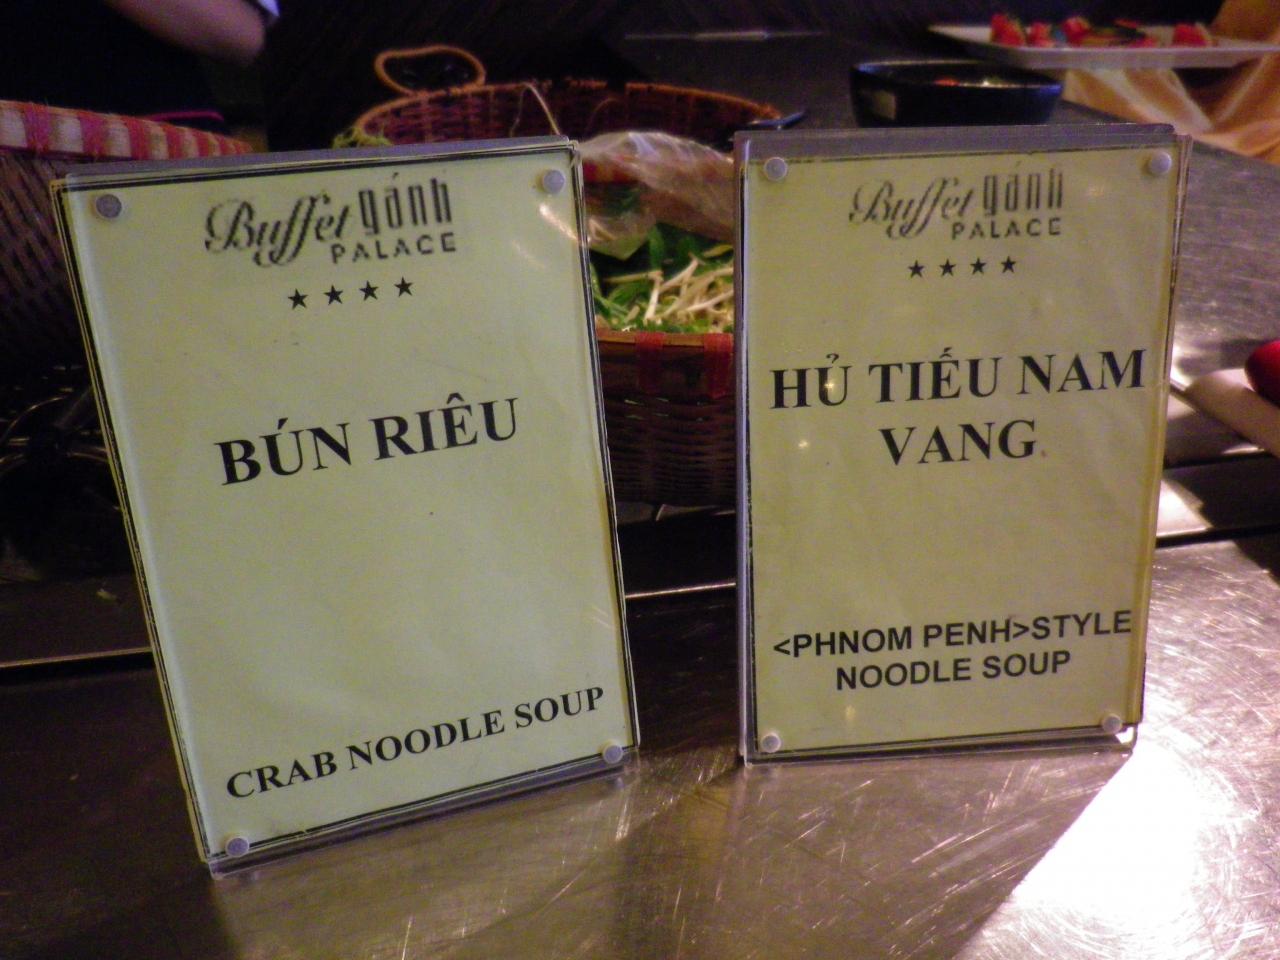 Buffet gánh
PALACE
★ ★ ★ ★
BÚN RIÊU
CRAB NOODLE SOUP
Buffet gánh
PALACE
★ ★ ★ ★
HỦ TIẾU NAM
VANG
<PHNOM PENH>STYLE
NOODLE SOUP